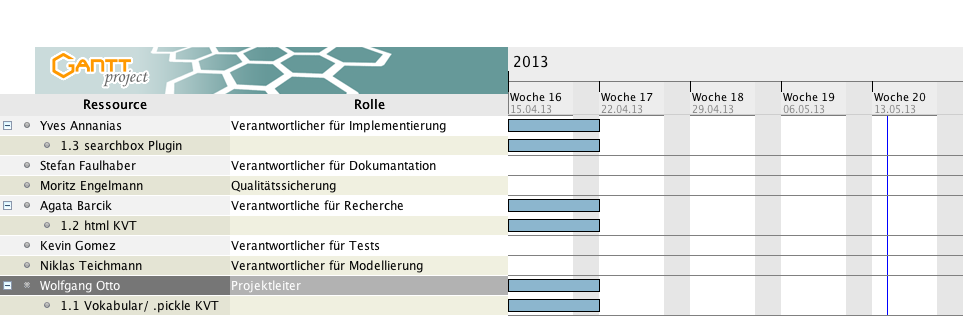 GANTT
project
2013
Ressource Rolle
Woche 16 Woche 17 Woche 18 Woche 19 Woche 20
15.04.13 22.04.13 29.04.13 06.05.13 13.05.13
Yves Annanias Verantwortlicher für Implementierung
1.3 searchbox Plugin
Stefan Faulhaber Verantwortlicher für Dokumantation
Moritz Engelmann Qualitätssicherung
Agata Barcik Verantwortliche für Recherche
1.2 html KVT
Kevin Gomez Verantwortlicher für Tests
Niklas Teichmann Verantwortlicher für Modellierung
Wolfgang Otto Projektleiter
1.1 Vokabular/ .pickle KVT